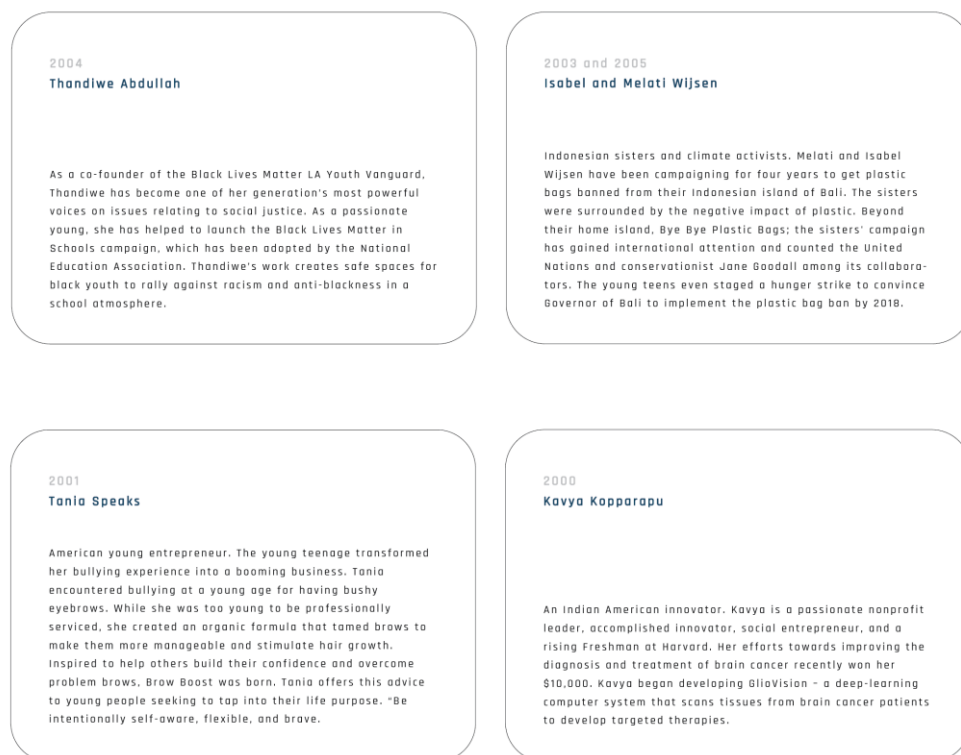 2004
Thandiwe Abdullah
As a co-founder of the Black Lives Matter LA Youth Vanguard,
Thandiwe has become one of her generation's most powerful
voices on issues relating to social justice. As a passionate
young, she has helped to launch the Black Lives Matter in
Schools campaign, which has been adopted by the National
Education Association. Thandiwe's work creates safe spaces for
black youth to rally against racism and anti-blackness in a
school atmosphere.
2003 and 2005
Isabel and Melati Wijsen
Indonesian sisters and climate activists. Melati and Isabel
Wijsen have been campaigning for four years to get plastic
bags banned from their Indonesian island of Bali. The sisters
were surrounded by the negative impact of plastic. Beyond
their home island, Bye Bye Plastic Bags; the sisters' campaign
has gained international attention and counted the United
Nations and conservationist Jane Goodall among its collabora-
tors. The young teens even staged a hunger strike to convince
Governor of Bali to implement the plastic bag ban by 2018.
2001
Tania Speaks
American young entrepreneur. The young teenage transformed
her bullying experience into a booming business. Tania
encountered bullying at a young age for having bushy
eyebrows. While she was too young to be professionally
serviced, she created an organic formula that tamed brows to
make them more manageable and stimulate hair growth.
Inspired to help others build their confidence and overcome
problem brows, Brow Boost was born. Tania offers this advice
to young people seeking to tap into their life purpose. “Be
intentionally self-aware, flexible, and brave.
2000
Kavya Kopparapu
An Indian American innovator. Kavya is a passionate nonprofit
leader, accomplished innovator, social entrepreneur, and a
rising Freshman at Harvard. Her efforts towards improving the
diagnosis and treatment of brain cancer recently won her
$10,000. Kavya began developing GlioVision – a deep-learning
computer system that scans tissues from brain cancer patients
to develop targeted therapies.